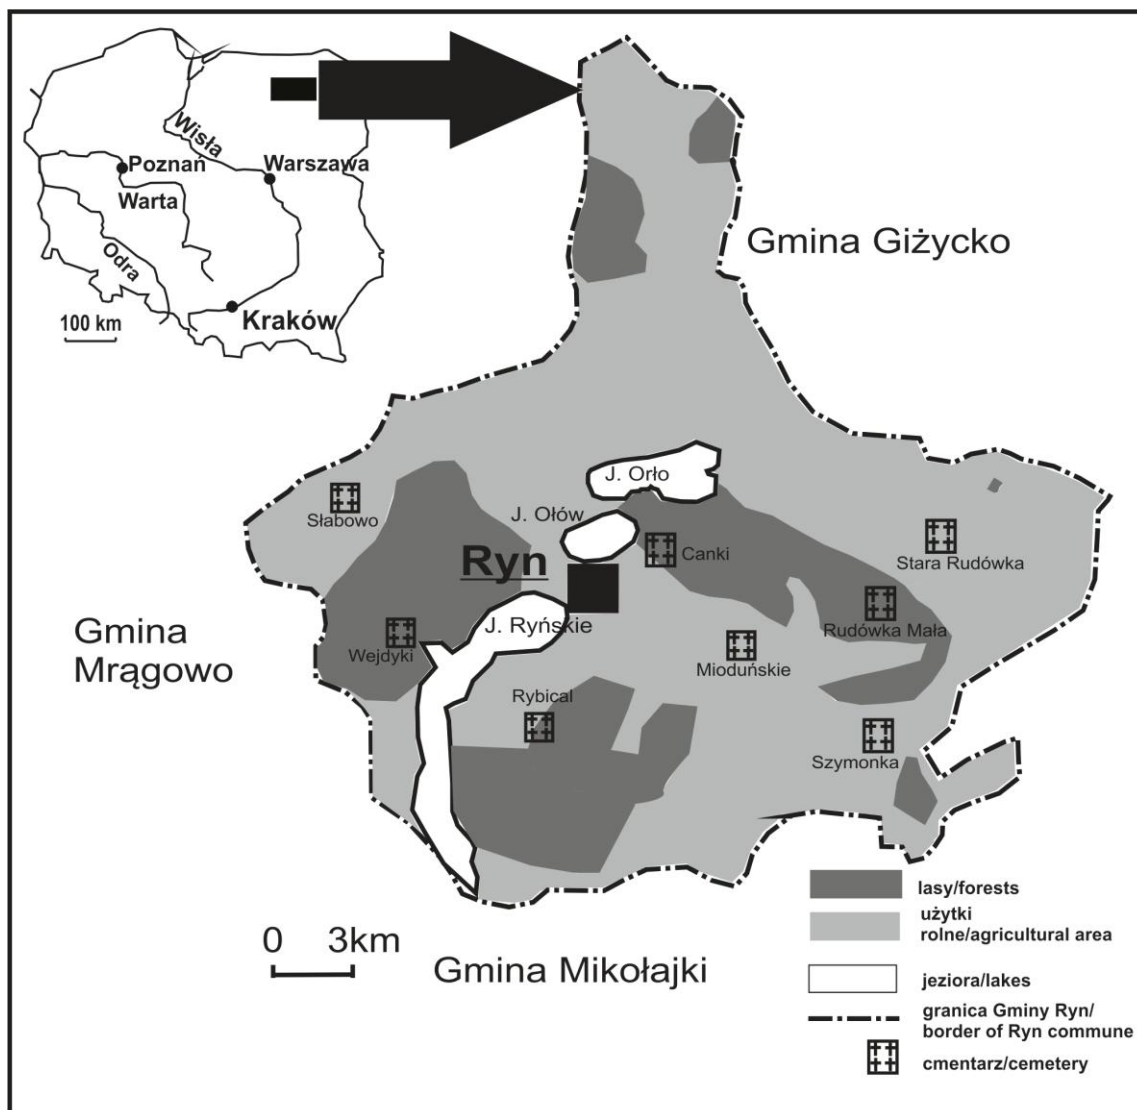 Wisła
Poznań
Warszawa
Warta
Odra
Kraków
100 km
Gmina Giżycko
J. Orło
Słabowo
J. Ołów
Ryn
Canki
Stara Rudówka
Gmina
Mrągowo
Wejdyki
J. Ryńskie
Rudówka Mała
Mioduńskie
Rybical
Szymonka
0 3km
Gmina Mikołajki
lasy/forests
użytki
rolne/agricultural area
jeziora/lakes
granica Gminy Ryn/
border of Ryn commune
cmentarz/cemetery